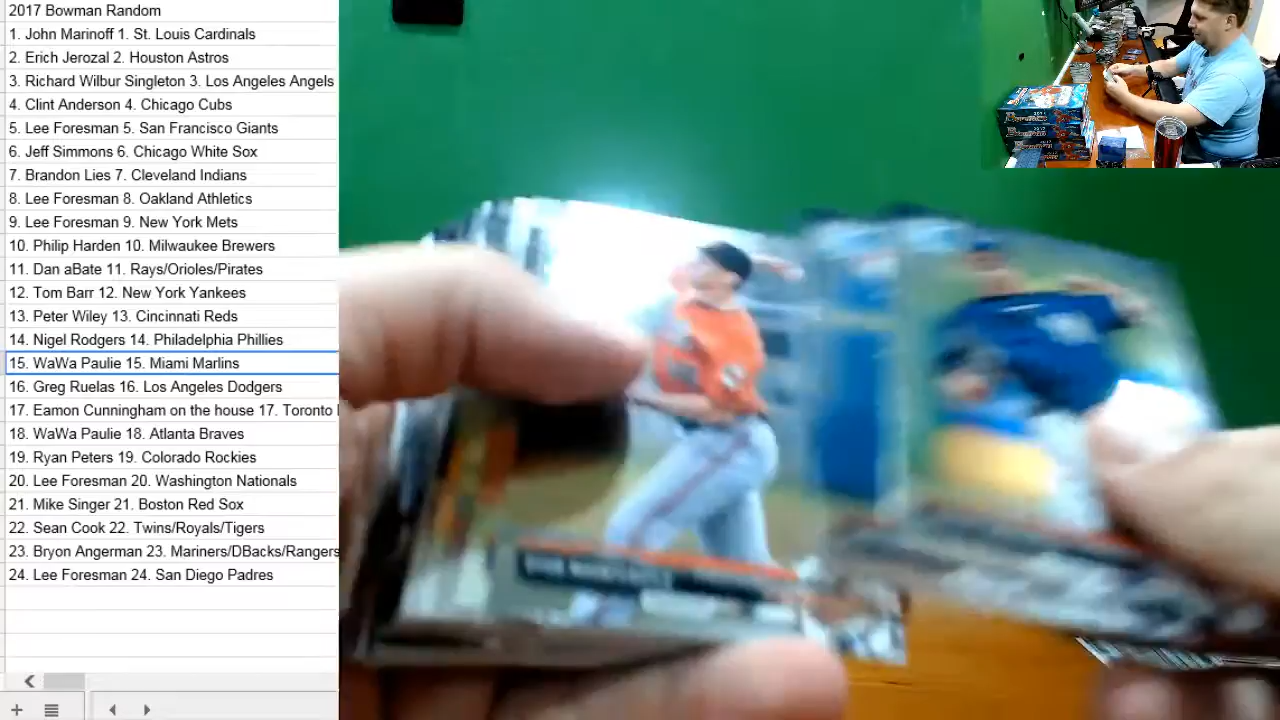 2017 Bowman Random
1. John Marinoff 1. St. Louis Cardinals
2. Erich Jerozal 2. Houston Astros
3. Richard Wilbur Singleton 3. Los Angeles Angels
4. Clint Anderson 4. Chicago Cubs
5. Lee Foresman 5. San Francisco Giants
6. Jeff Simmons 6. Chicago White Sox
7. Brandon Lies 7. Cleveland Indians
8. Lee Foresman 8. Oakland Athletics
9. Lee Foresman 9. New York Mets
10. Philip Harden 10. Milwaukee Brewers
11. Dan aBate 11. Rays/Orioles/Pirates
12. Tom Barr 12. New York Yankees
13. Peter Wiley 13. Cincinnati Reds
14. Nigel Rodgers 14. Philadelphia Phillies
15. WaWa Paulie 15. Miami Marlins
16. Greg Ruelas 16. Los Angeles Dodgers
17. Eamon Cunningham on the house 17. Toronto
18. WaWa Paulie 18. Atlanta Braves
19. Ryan Peters 19. Colorado Rockies
20. Lee Foresman 20. Washington Nationals
21. Mike Singer 21. Boston Red Sox
22. Sean Cook 22. Twins/Royals/Tigers
23. Bryon Angerman 23. Mariners/DBacks/Rangers
24. Lee Foresman 24. San Diego Padres